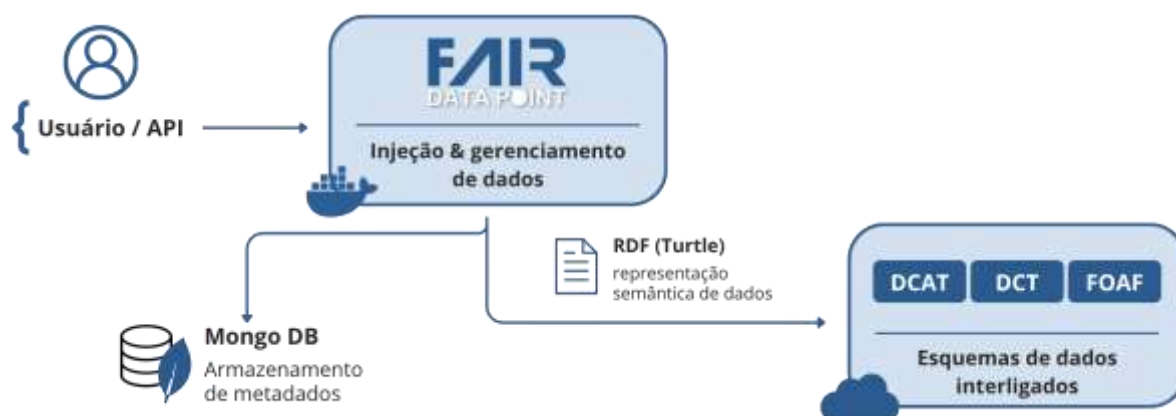 FAIR
DATA POINT
{ Usuário / API
Injeção & gerenciamento
de dados
RDF (Turtle)
representação
semântica de dados
DCAT
DCT
FOAF
Mongo DB
Armazenamento
de metadados
Esquemas de dados
interligados